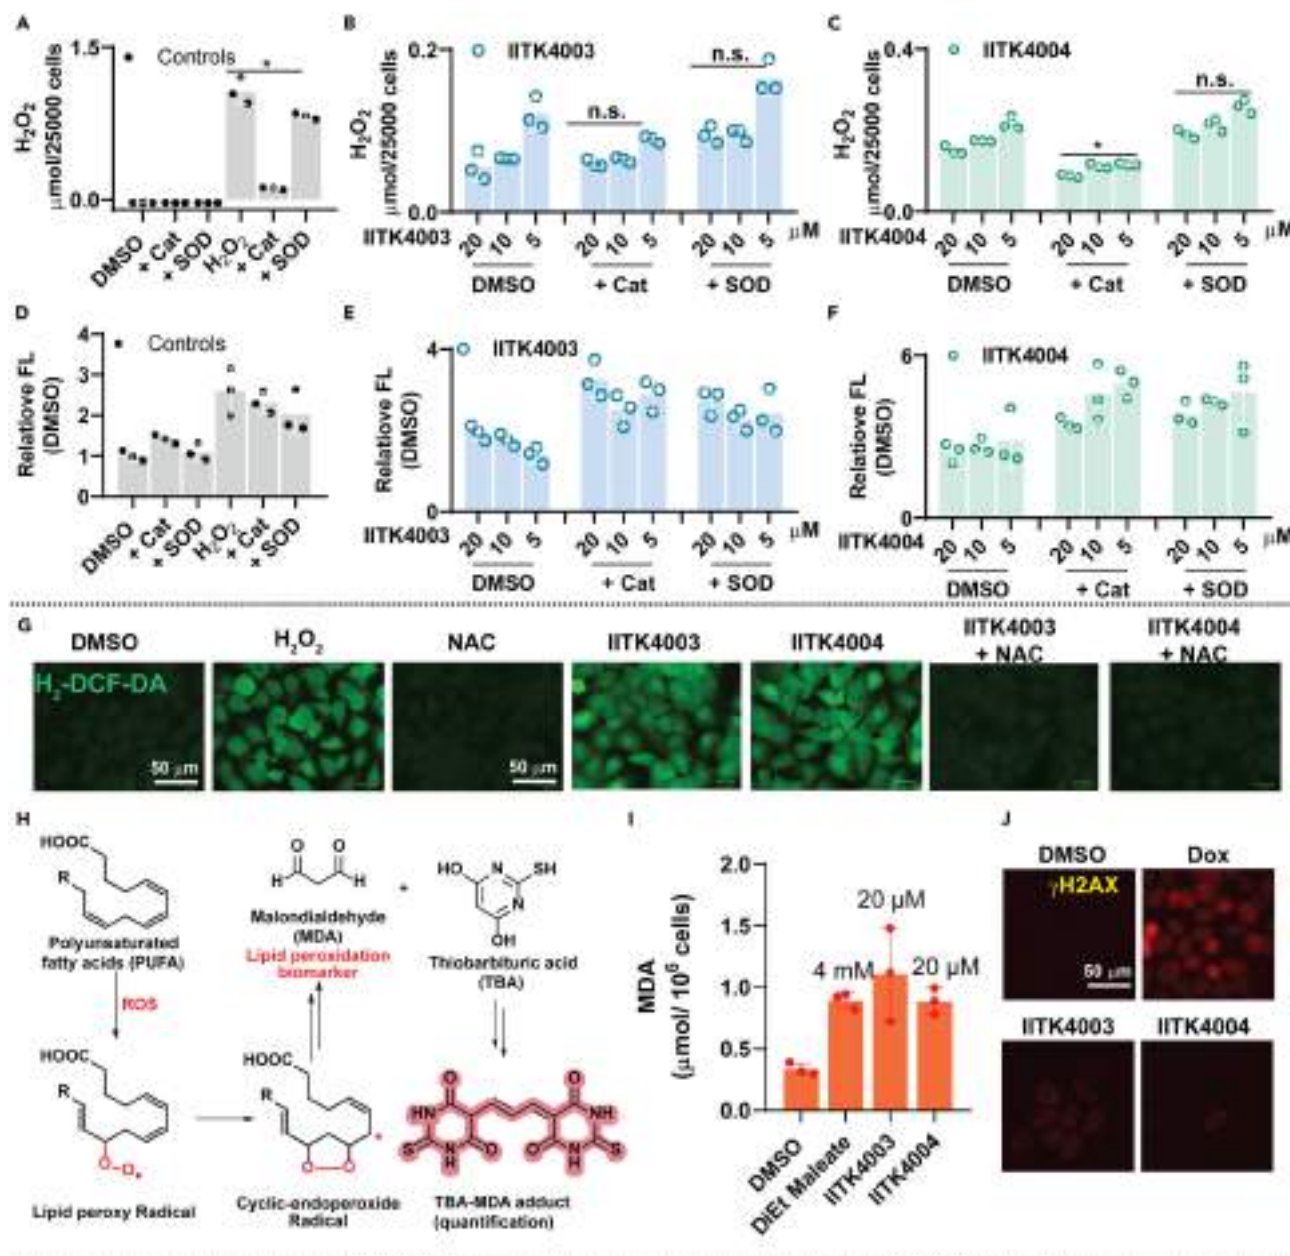 A
1.5
0.0
H2O2
μmol/25000 cells
Controls
*
DMSO
+ Cat
+ SOD
H2O2
+ Cat
+ SOD
B
0.2
0.0
H2O2
μmol/25000 cells
IITK4003
n.s.
n.s.
IITK4003
20 10 5 20 10 5 20 10 5 μM
DMSO + Cat + SOD
C
0.4
0.0
H2O2
μmol/25000 cells
IITK4004
*
n.s.
IITK4004
20 10 5 20 10 5 20 10 5 μM
DMSO + Cat + SOD
D
4
3
2
1
0
Relatiove FL
(DMSO)
Controls
DMSO
+ Cat
+ SOD
H2O2
+ Cat
+ SOD
E
4
0
Relatiove FL
(DMSO)
IITK4003
IITK4003
20 10 5 20 10 5 20 10 5 μM
DMSO + Cat + SOD
F
6
0
Relatiove FL
(DMSO)
IITK4004
IITK4004
20 10 5 20 10 5 20 10 5 μM
DMSO + Cat + SOD
G
DMSO
H2O2
NAC
IITK4003
IITK4004
IITK4003
+ NAC
IITK4004
+ NAC
H2-DCF-DA
50 μm
50 μm
H
HOOC
R
Polyunsaturated
fatty acids (PUFA)
ROS
HOOC
R
O-O•
Lipid peroxy Radical
HOOC
R
O-O
Cyclic-endoperoxide
Radical
O O
H H
Malondialdehyde
(MDA)
Lipid peroxidation
biomarker
+
HO N SH
N
OH
Thiobarbituric acid
(TBA)
O O
HN NH
S N O O N S
H H
TBA-MDA adduct
(quantification)
I
MDA
(μmol/ 10⁶ cells)
2.0
1.5
1.0
0.5
0.0
4 mM
20 μM
20 μM
DMSO
DiEt Maleate
IITK4003
IITK4004
J
DMSO
Dox
γH2AX
50 μm
IITK4003
IITK4004